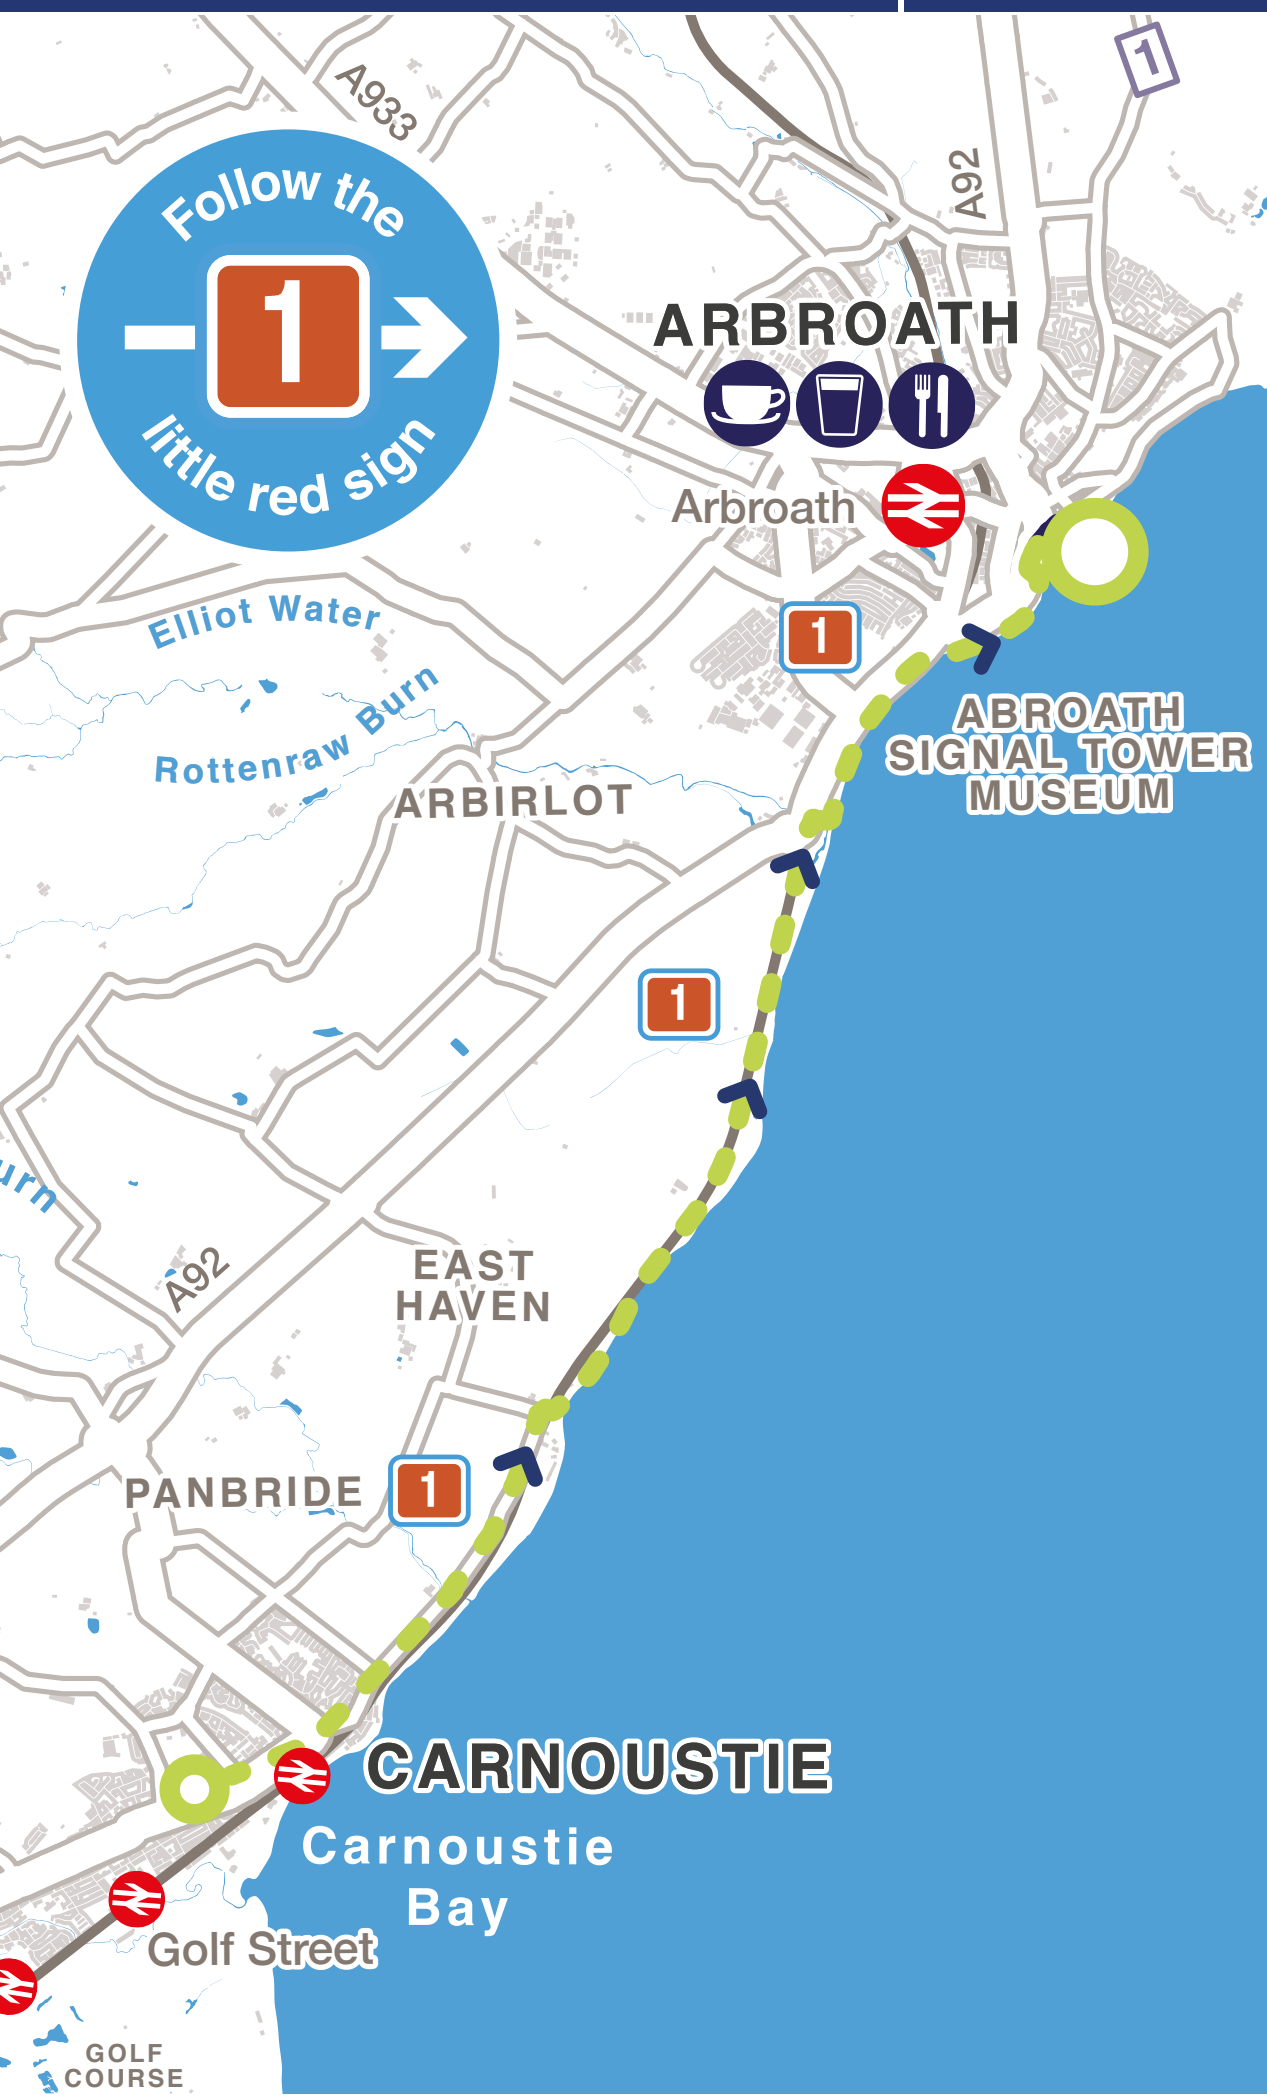 1
A933
Follow the
1
little red sign
A92
ARBROATH
Arbroath
Elliot Water
1
Rottenraw Burn
ABROATH
SIGNAL TOWER
MUSEUM
ARBIRLOT
1
urn
A92
EAST
HAVEN
PANBRIDE
1
CARNOUSTIE
Carnoustie
Bay
Golf Street
GOLF
COURSE